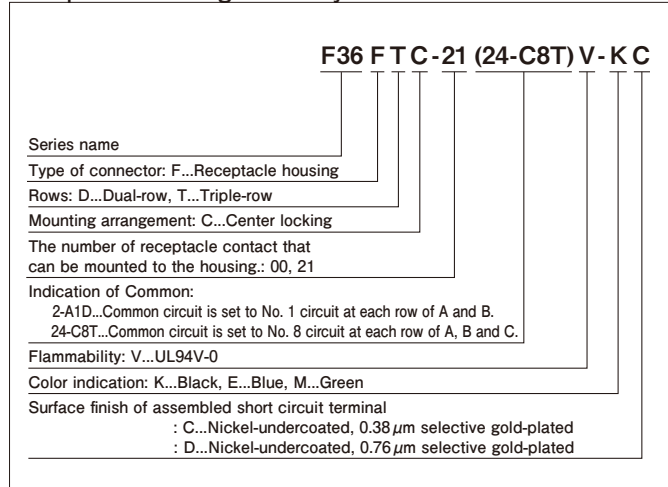 F36 F T C - 21 (24-C8T) V - K C
Series name
Type of connector: F...Receptacle housing
Rows: D...Dual-row, T...Triple-row
Mounting arrangement: C...Center locking
The number of receptacle contact that
can be mounted to the housing.: 00, 21
Indication of Common:
2-A1D...Common circuit is set to No. 1 circuit at each row of A and B.
24-C8T...Common circuit is set to No. 8 circuit at each row of A, B and C.
Flammability: V...UL94V-0
Color indication: K...Black, E...Blue, M...Green
Surface finish of assembled short circuit terminal
: C...Nickel-undercoated, 0.38 μm selective gold-plated
: D...Nickel-undercoated, 0.76 μm selective gold-plated